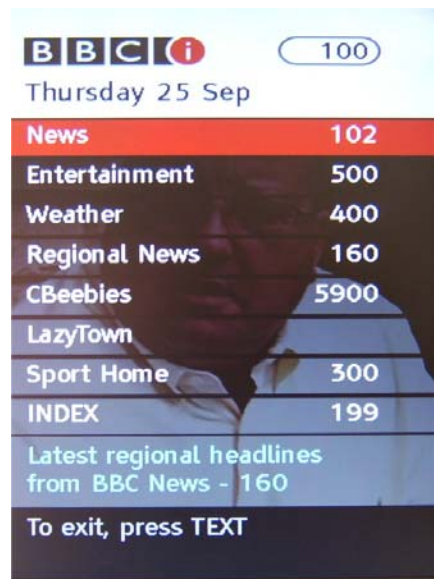 BBCi
100
Thursday 25 Sep
News 102
Entertainment 500
Weather 400
Regional News 160
CBeebies 5900
LazyTown
Sport Home 300
INDEX 199
Latest regional headlines
from BBC News - 160
To exit, press TEXT